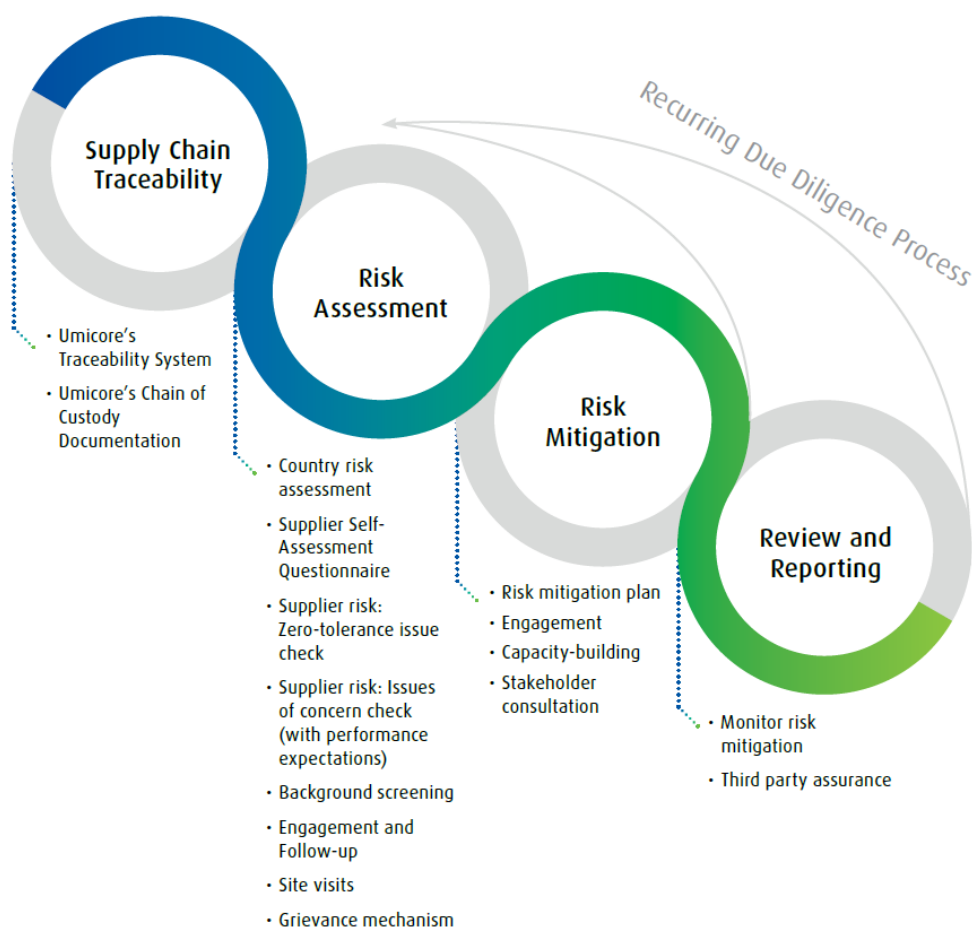 Recurring Due Diligence Process
Supply Chain
Traceability
Risk
Assessment
Risk
Mitigation
Review and
Reporting
• Umicore's
Traceability System
• Umicore's Chain of
Custody
Documentation
• Country risk
assessment
• Supplier Self-
Assessment
Questionnaire
• Supplier risk:
Zero-tolerance issue
check
• Supplier risk: Issues
of concern check
(with performance
expectations)
• Background screening
• Engagement and
Follow-up
• Site visits
• Grievance mechanism
• Risk mitigation plan
• Engagement
• Capacity-building
• Stakeholder
consultation
• Monitor risk
mitigation
• Third party assurance